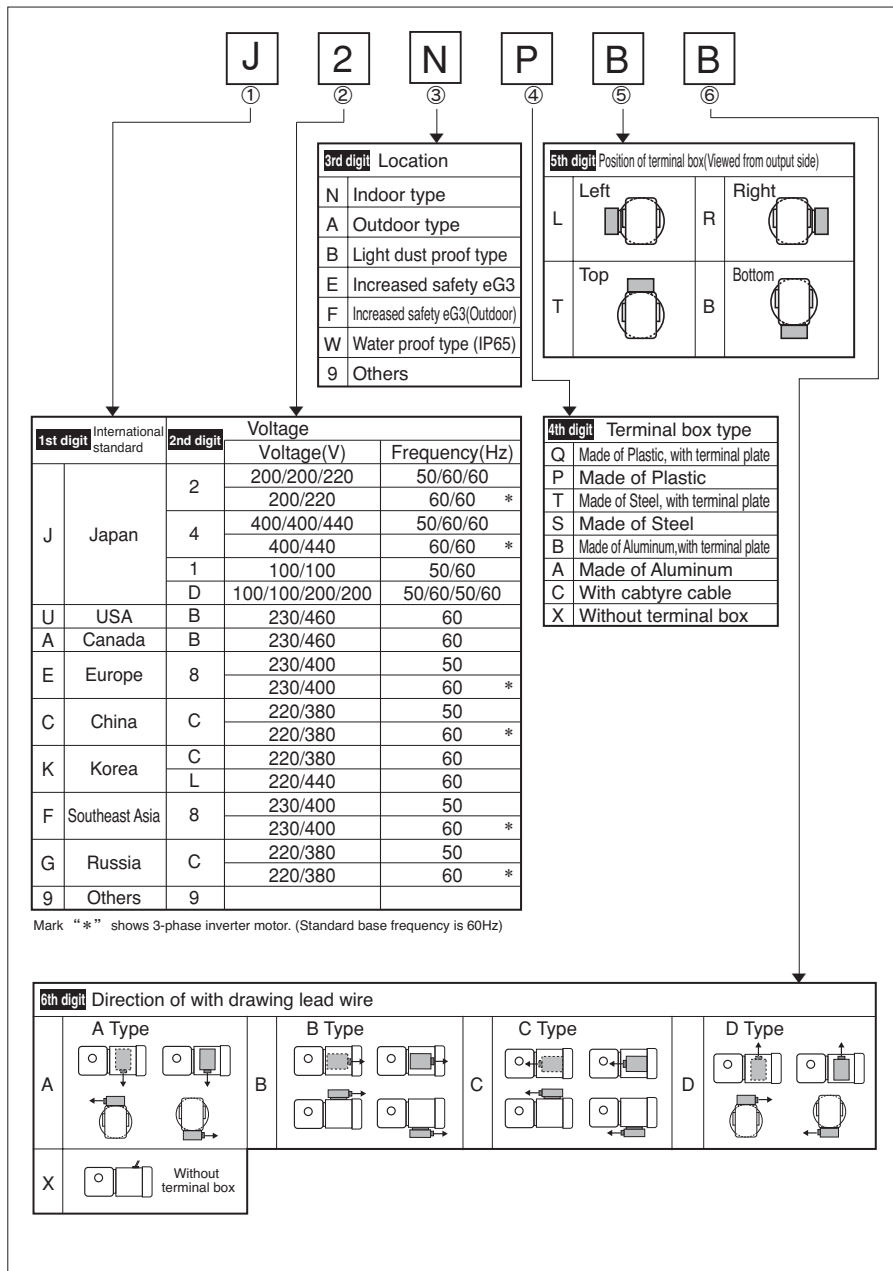 J 2 N P B B
① ② ③ ④ ⑤ ⑥
3rd digit Location
N Indoor type
A Outdoor type
B Light dust proof type
E Increased safety eG3
F Increased safety eG3(Outdoor)
W Water proof type (IP65)
9 Others
5th digit Position of terminal box(Viewed from output side)
L Left R Right
T Top B Bottom
1st digit International standard 2nd digit Voltage
Voltage(V) Frequency(Hz)
J Japan 2 200/200/220 50/60/60
200/220 60/60 *
4 400/400/440 50/60/60
400/440 60/60 *
1 100/100 50/60
D 100/100/200/200 50/60/50/60
U USA B 230/460 60
A Canada B 230/460 60
E Europe 8 230/400 50
230/400 60 *
C China C 220/380 50
220/380 60 *
K Korea C 220/380 60
L 220/440 60
F Southeast Asia 8 230/400 50
230/400 60 *
G Russia C 220/380 50
220/380 60 *
9 Others 9
Mark “*” shows 3-phase inverter motor. (Standard base frequency is 60Hz)
4th digit Terminal box type
Q Made of Plastic, with terminal plate
P Made of Plastic
T Made of Steel, with terminal plate
S Made of Steel
B Made of Aluminum,with terminal plate
A Made of Aluminum
C With cabtyre cable
X Without terminal box
6th digit Direction of with drawing lead wire
A A Type B B Type C C Type D D Type
X Without
terminal box